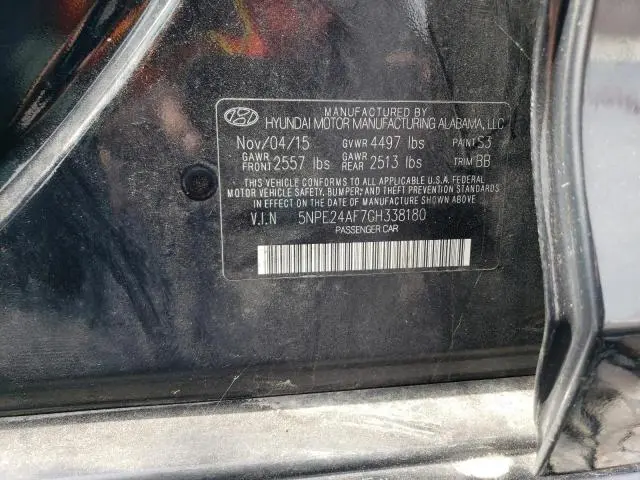 MANUFACTURED BY
HYUNDAI MOTOR MANUFACTURING ALABAMA, LLC
Nov/04/15 GVWR 4497 lbs PAINT S3
GAWR FRONT 2557 lbs GAWR REAR 2513 lbs TRIM BB
THIS VEHICLE CONFORMS TO ALL APPLICABLE U.S.A. FEDERAL
MOTOR VEHICLE SAFETY, BUMPER, AND THEFT PREVENTION
STANDARDS IN EFFECT ON THE DATE OF MANUFACTURE SHOWN ABOVE
V.I.N 5NPE24AF7GH338180
PASSENGER CAR